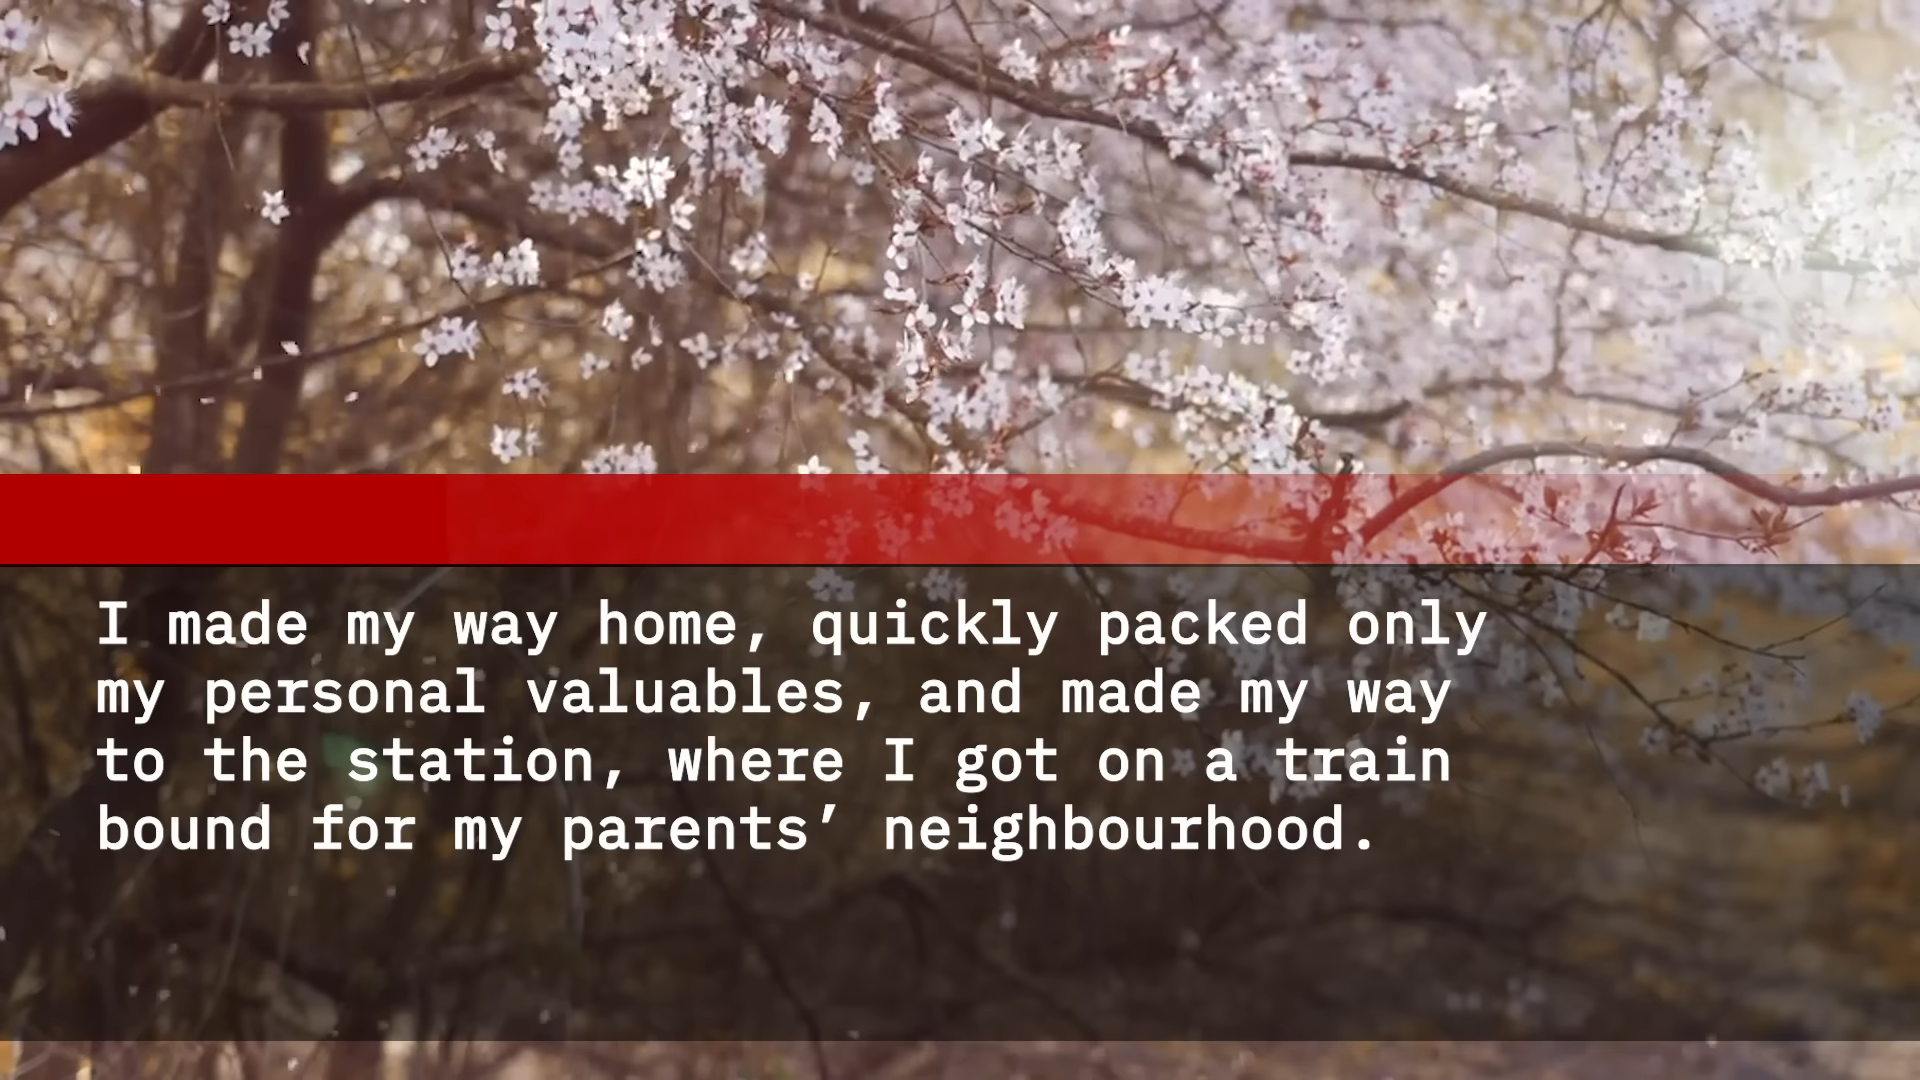 I made my way home, quickly packed only
my personal valuables, and made my way
to the station, where I got on a train
bound for my parents’ neighbourhood.